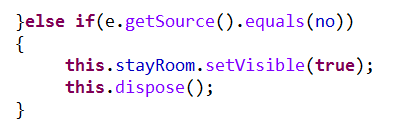 }else if(e.getSource().equals(no))
{
     this.stayRoom.setVisible(true);
     this.dispose();
}